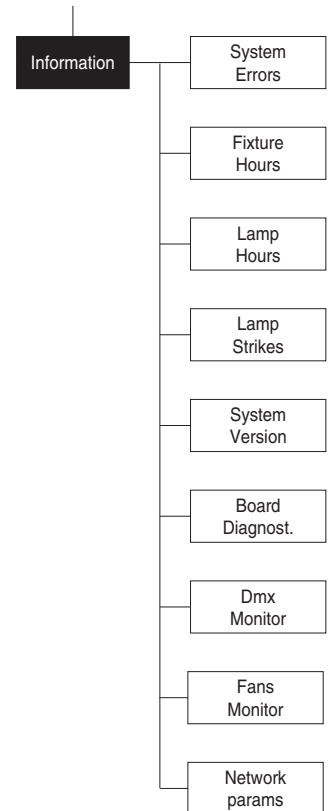 Information
System
Errors
Fixture
Hours
Lamp
Hours
Lamp
Strikes
System
Version
Board
Diagnost.
Dmx
Monitor
Fans
Monitor
Network
params